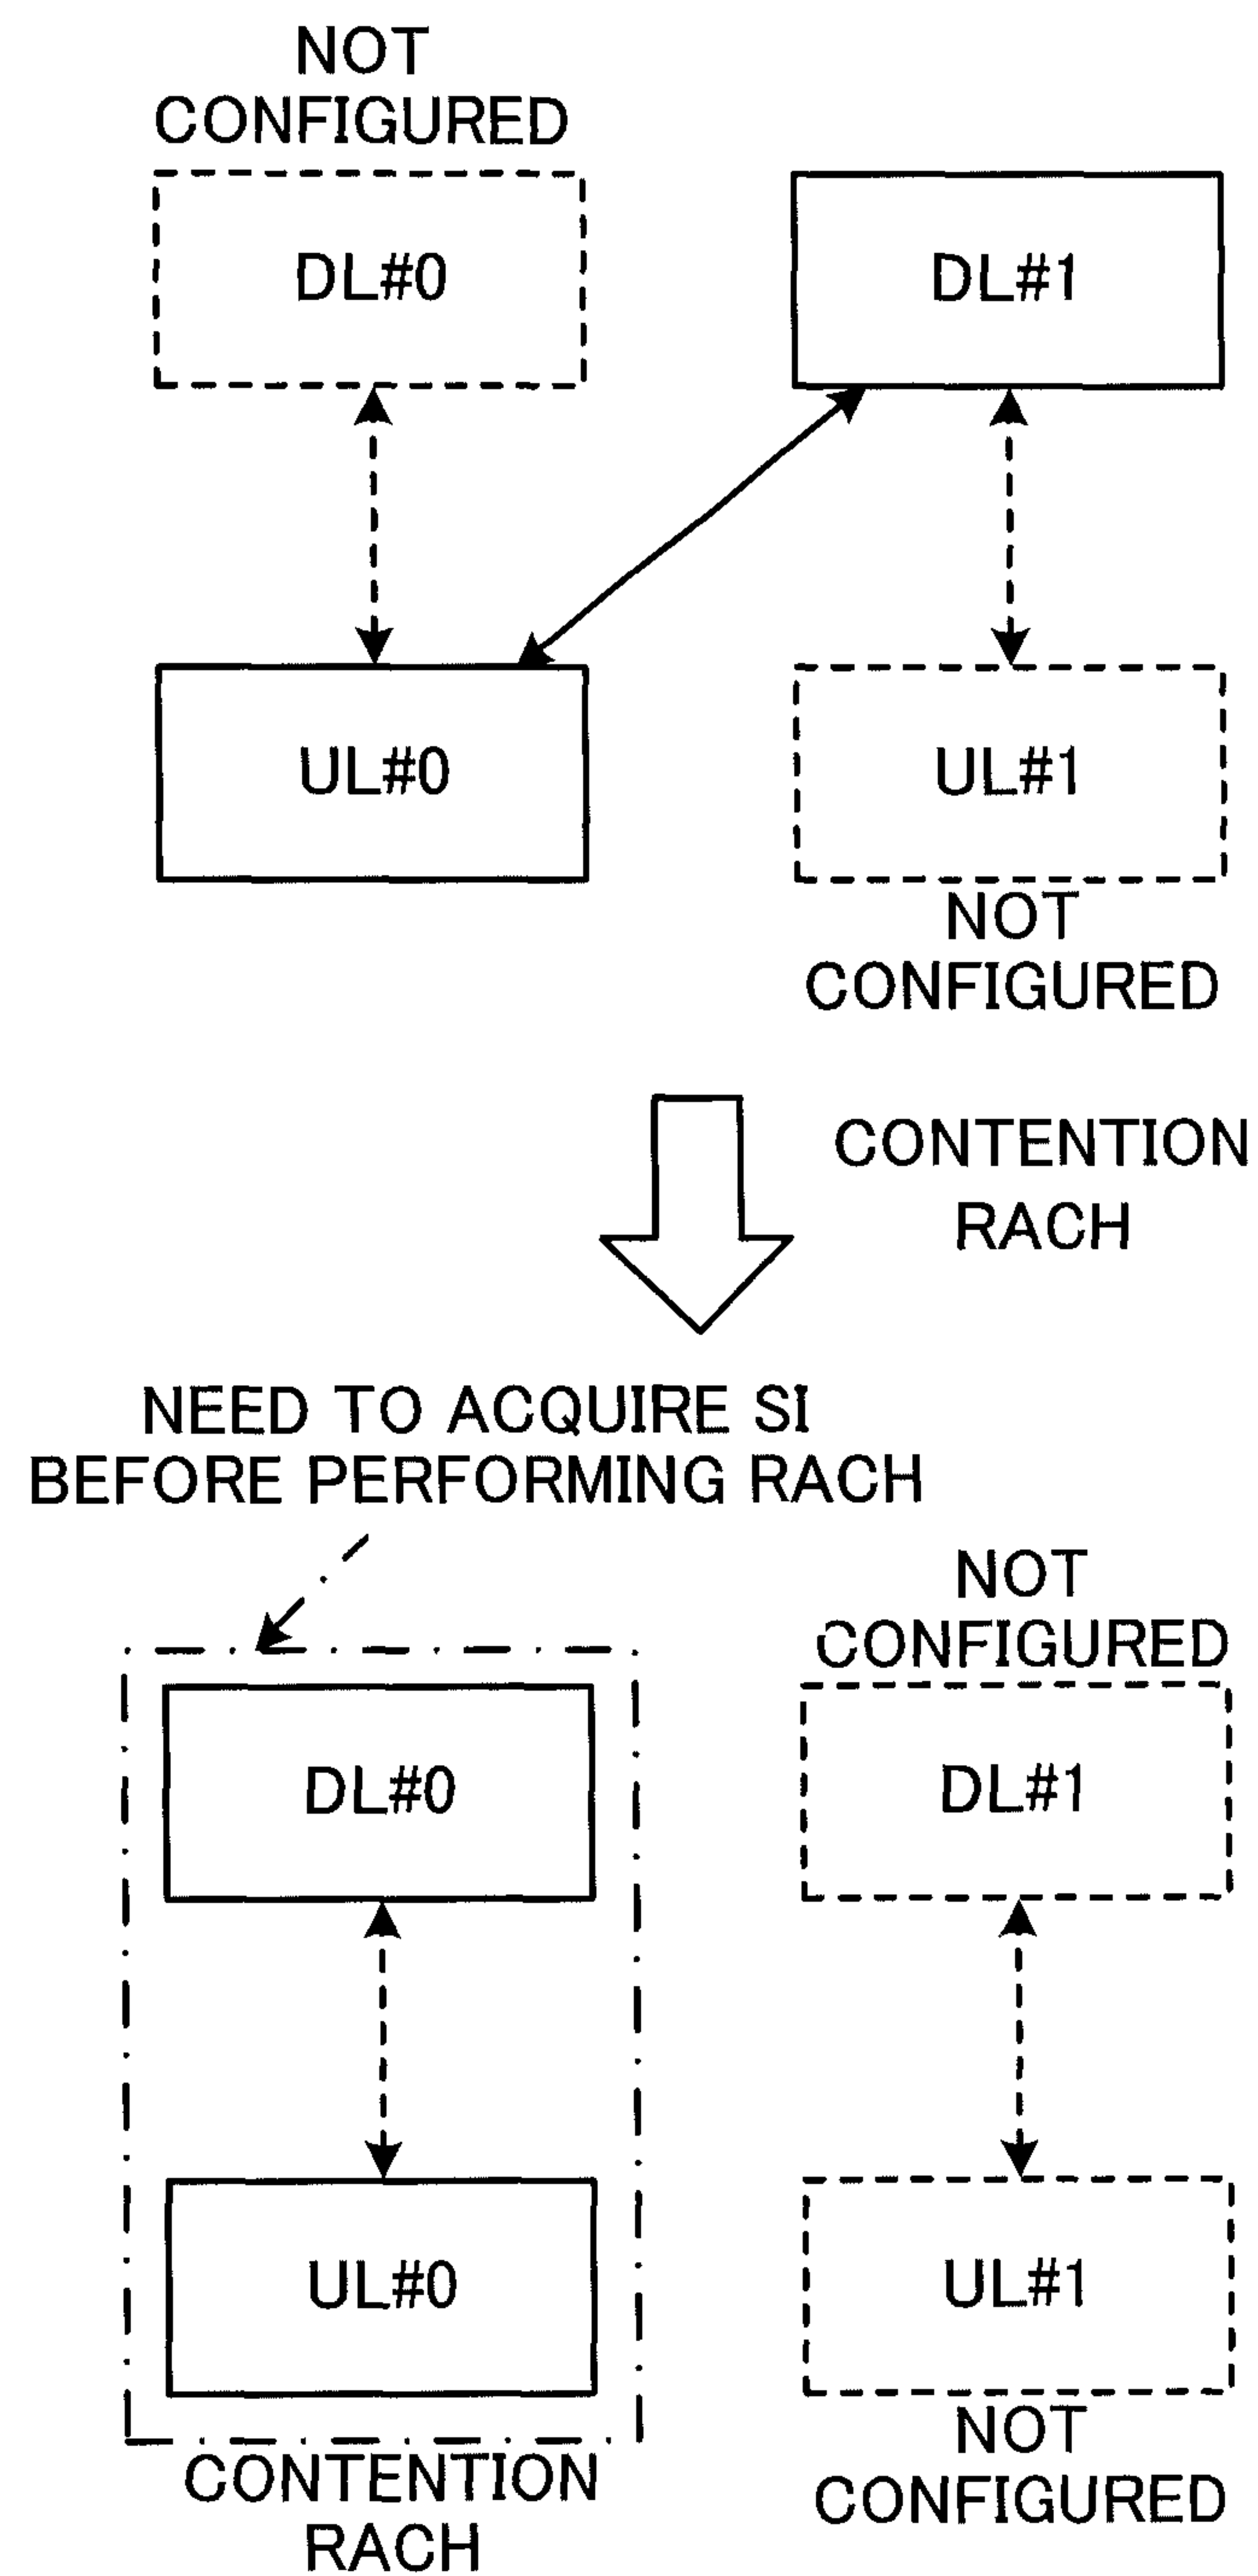 NOT
CONFIGURED
DL#0
DL#1
UL#0
UL#1
NOT
CONFIGURED
CONTENTION
RACH
NEED TO ACQUIRE SI
BEFORE PERFORMING RACH
NOT
CONFIGURED
DL#0
DL#1
UL#0
UL#1
CONTENTION
RACH
NOT
CONFIGURED